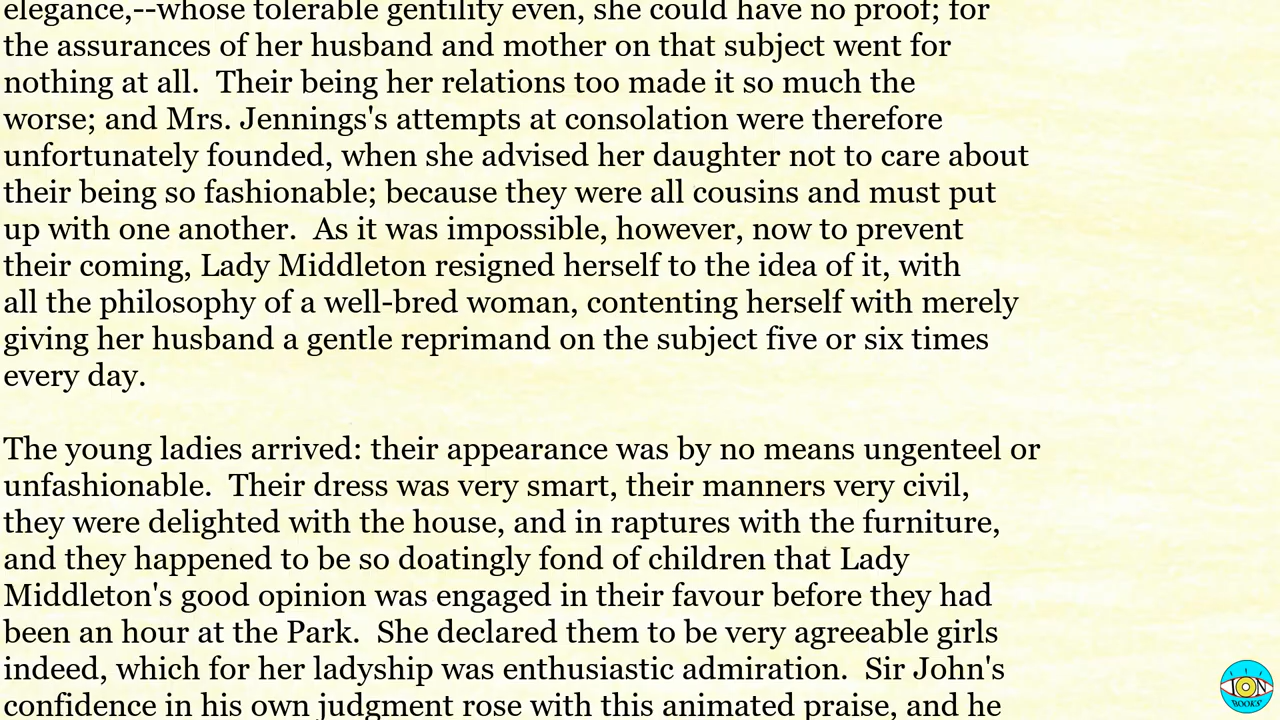 elegance,--whose tolerable gentility even, she could have no proof; for
the assurances of her husband and mother on that subject went for
nothing at all.  Their being her relations too made it so much the
worse; and Mrs. Jennings's attempts at consolation were therefore
unfortunately founded, when she advised her daughter not to care about
their being so fashionable; because they were all cousins and must put
up with one another.  As it was impossible, however, now to prevent
their coming, Lady Middleton resigned herself to the idea of it, with
all the philosophy of a well-bred woman, contenting herself with merely
giving her husband a gentle reprimand on the subject five or six times
every day.

The young ladies arrived: their appearance was by no means ungenteel or
unfashionable.  Their dress was very smart, their manners very civil,
they were delighted with the house, and in raptures with the furniture,
and they happened to be so doatingly fond of children that Lady
Middleton's good opinion was engaged in their favour before they had
been an hour at the Park.  She declared them to be very agreeable girls
indeed, which for her ladyship was enthusiastic admiration.  Sir John's
confidence in his own judgment rose with this animated praise, and he
ION
BOOKS